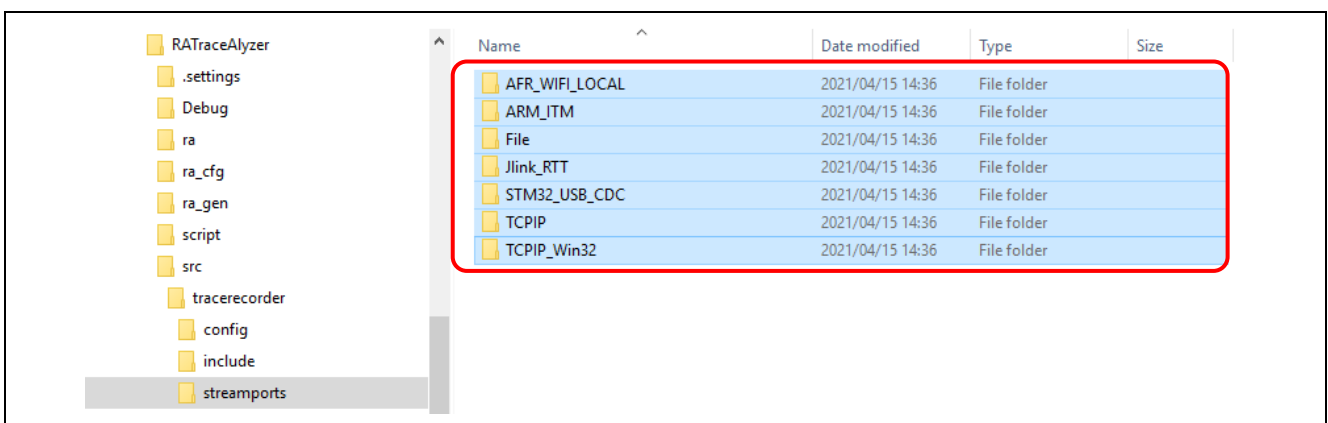 RATraceAlyzer
.settings
Debug
ra
ra_cfg
ra_gen
script
src
tracerecorder
config
include
streamports
Name Date modified Type Size
AFR_WIFI_LOCAL 2021/04/15 14:36 File folder
ARM_ITM 2021/04/15 14:36 File folder
File 2021/04/15 14:36 File folder
Jlink_RTT 2021/04/15 14:36 File folder
STM32_USB_CDC 2021/04/15 14:36 File folder
TCPIP 2021/04/15 14:36 File folder
TCPIP_Win32 2021/04/15 14:36 File folder